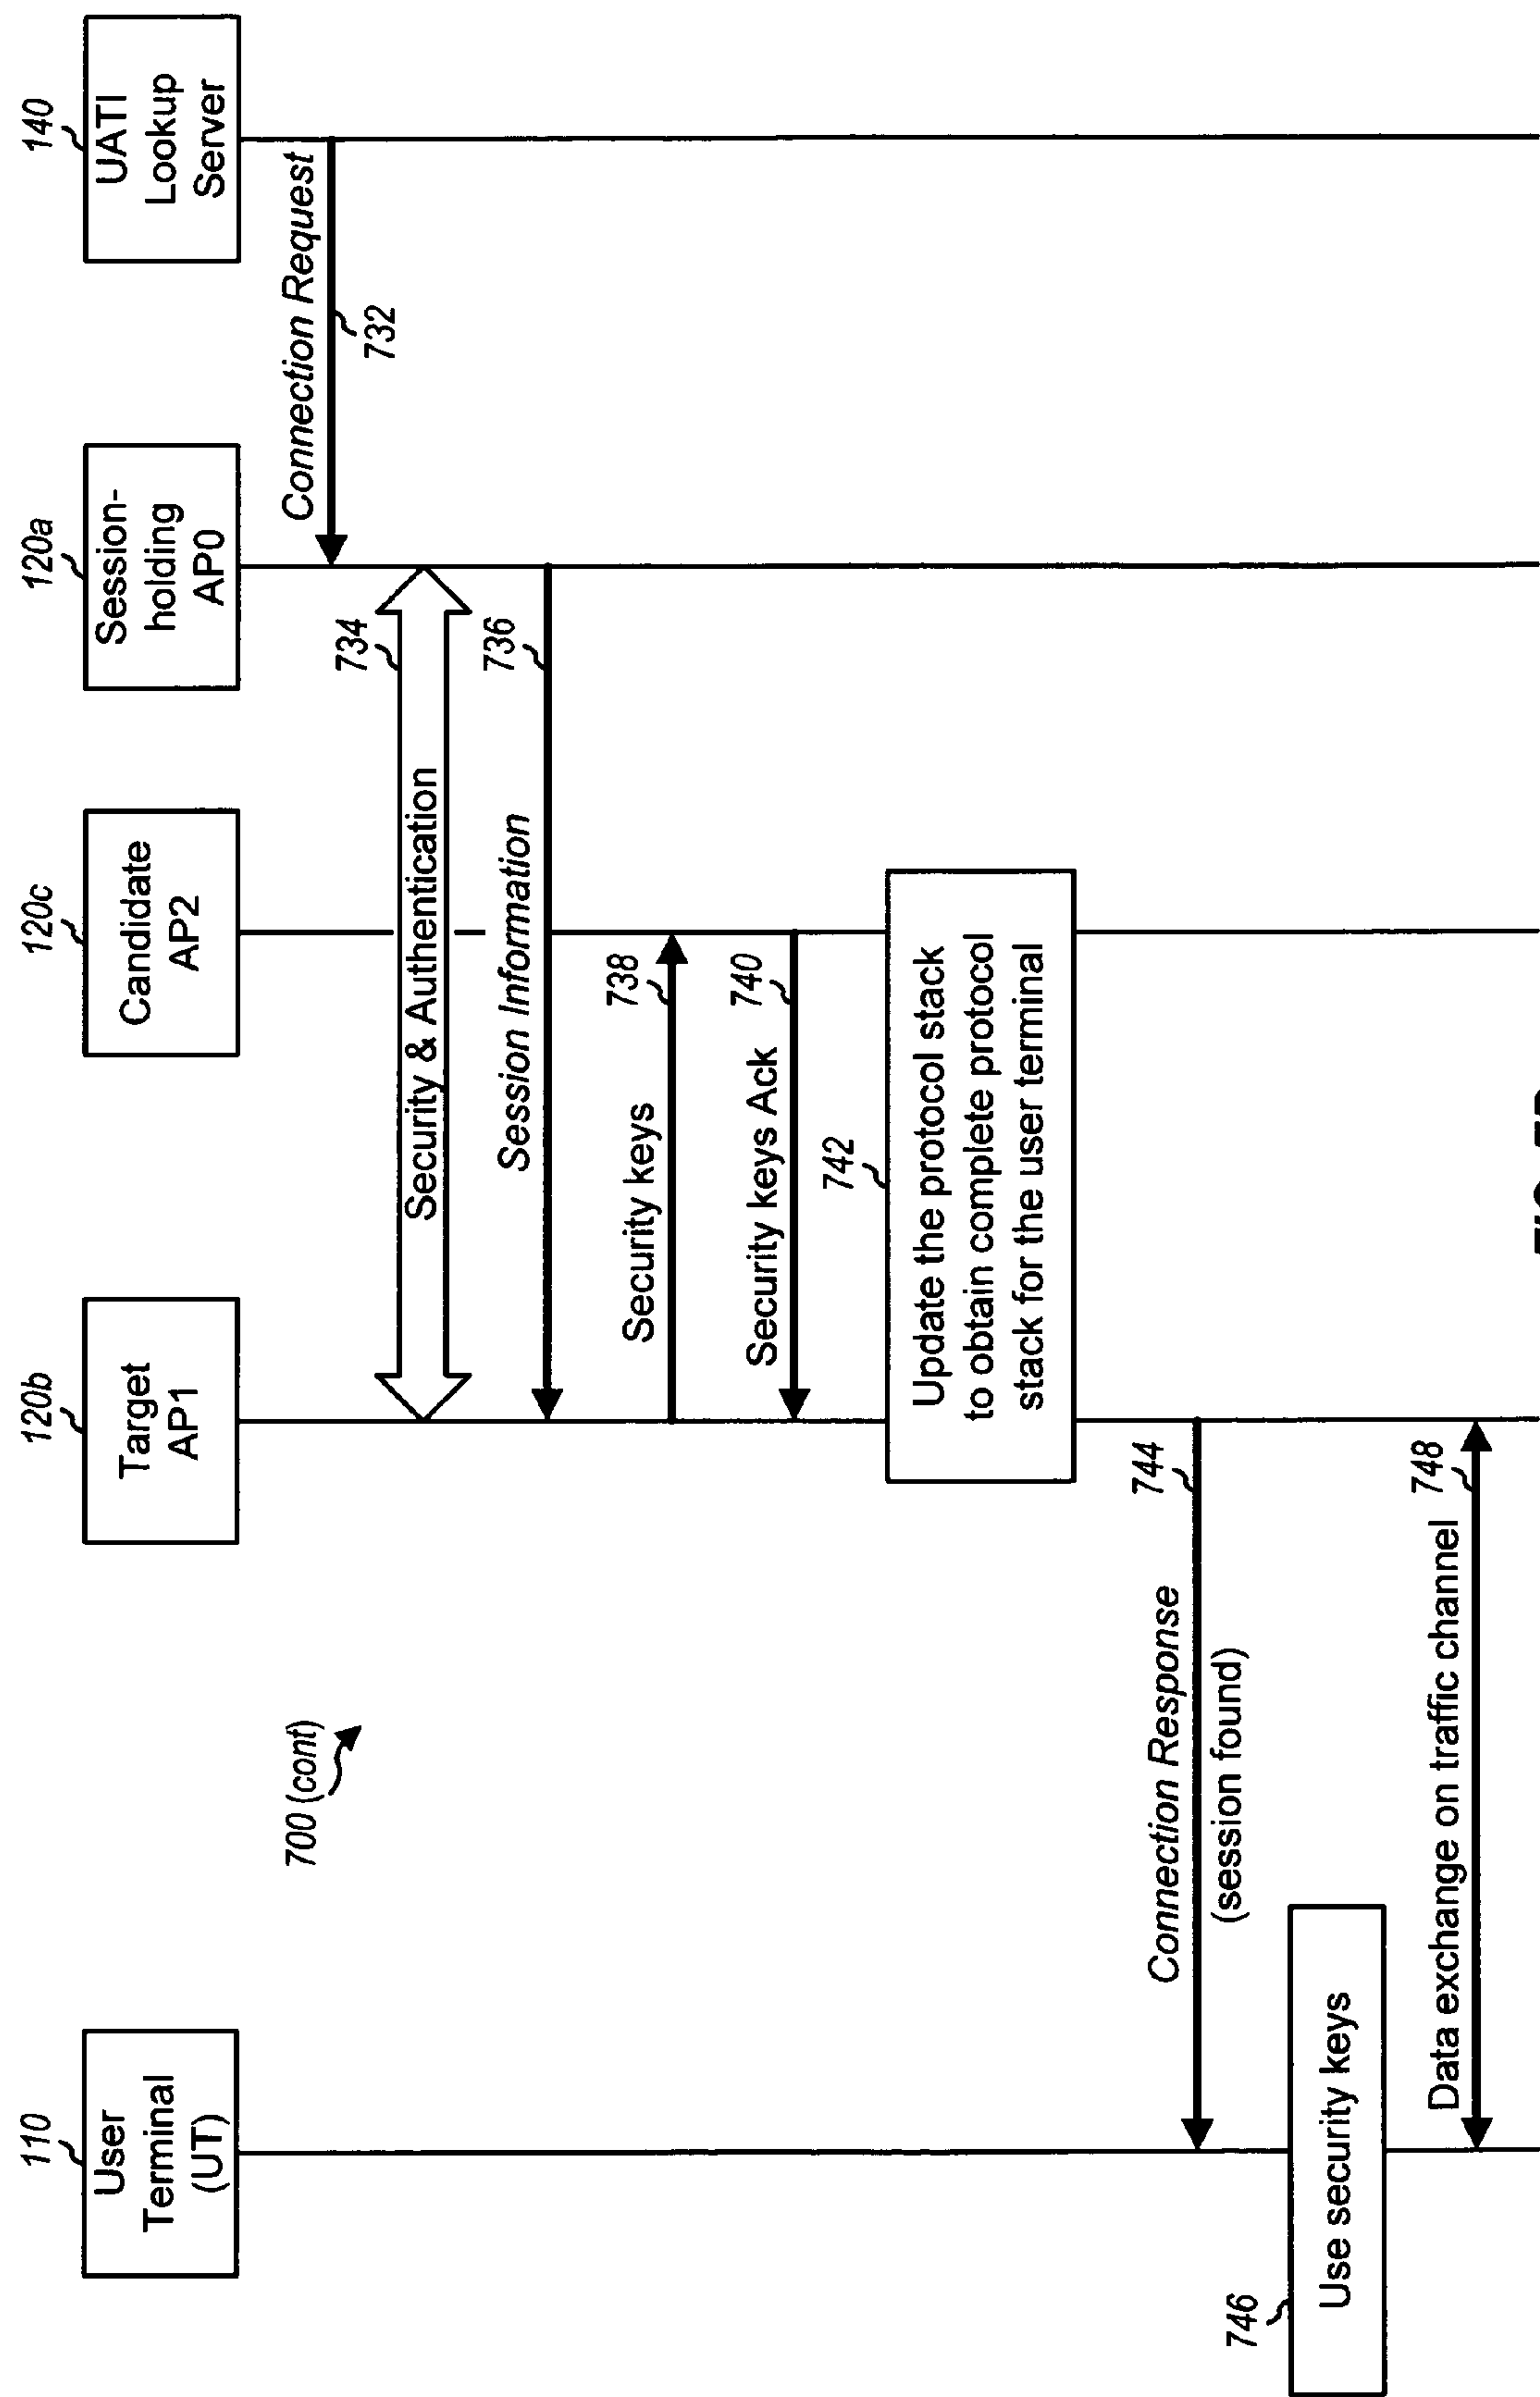 110
120b
120c
120a
140
User
Terminal
(UT)
Target
AP1
Candidate
AP2
Session-
holding
AP0
UATI
Lookup
Server
700 (cont)
Connection Request
732
734
Security & Authentication
736
Session Information
738
Security keys
740
Security keys Ack
742
Update the protocol stack
to obtain complete protocol
stack for the user terminal
744
Connection Response
(session found)
746
Use security keys
748
Data exchange on traffic channel